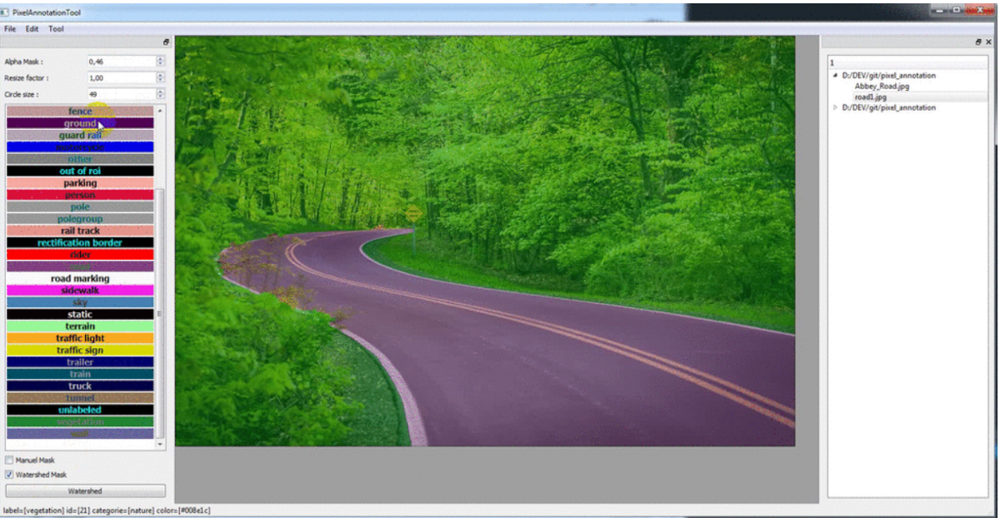 PixelAnnotationTool
File Edit Tool
Alpha Mask : 0,46
Resize factor : 1,00
Circle size : 49
fence
ground
guard rail
other
out of roi
parking
person
pole
polegroup
rail track
rectification border
rider
road marking
sidewalk
sky
static
terrain
traffic light
traffic sign
trailer
train
truck
tunnel
unlabeled
vegetation
Manuel Mask
Watershed Mask
Watershed
1
D:/DEV/git/pixel_annotation
Abbey_Road.jpg
road1.jpg
D:/DEV/git/pixel_annotation
label=[vegetation] id=[21] categorie=[nature] color=[#008e1c]